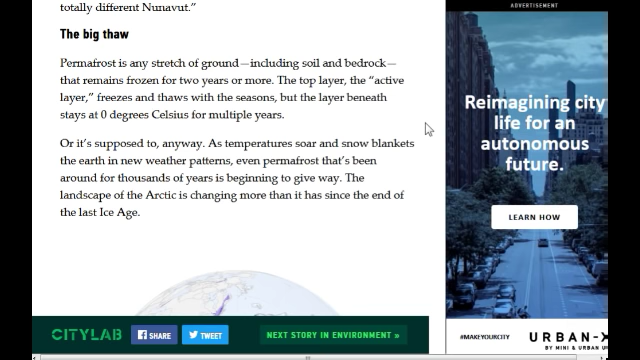 totally different Nunavut.”
The big thaw
Permafrost is any stretch of ground—including soil and bedrock—
that remains frozen for two years or more. The top layer, the “active
layer,” freezes and thaws with the seasons, but the layer beneath
stays at 0 degrees Celsius for multiple years.
Or it’s supposed to, anyway. As temperatures soar and snow blankets
the earth in new weather patterns, even permafrost that’s been
around for thousands of years is beginning to give way. The
landscape of the Arctic is changing more than it has since the end of
the last Ice Age.
CITYLAB
SHARE
TWEET
NEXT STORY IN ENVIRONMENT »
ADVERTISEMENT
Reimagining city
life for an
autonomous
future.
LEARN HOW
#MAKEYOURCITY
URBAN-X
BY MINI & URBAN U